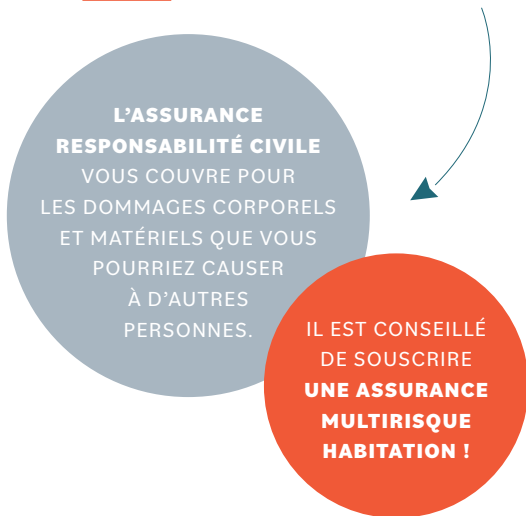 L'ASSURANCE
RESPONSABILITÉ CIVILE
VOUS COUVRE POUR
LES DOMMAGES CORPORELS
ET MATÉRIELS QUE VOUS
POURRIEZ CAUSER
À D'AUTRES
PERSONNES.
IL EST CONSEILLÉ
DE SOUSCRIRE
UNE ASSURANCE
MULTIRISQUE
HABITATION !